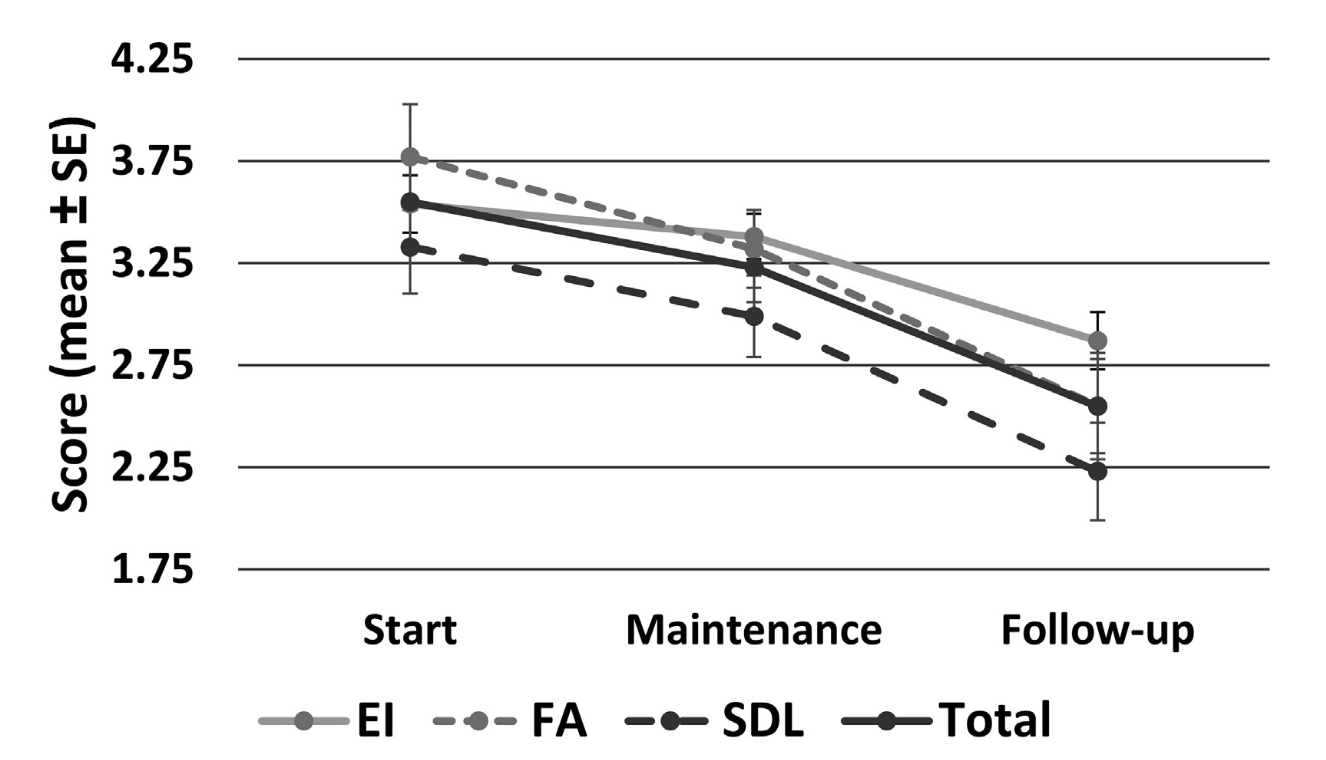 Score (mean ± SE)
4.25
3.75
3.25
2.75
2.25
1.75
Start Maintenance Follow-up
EI FA SDL Total